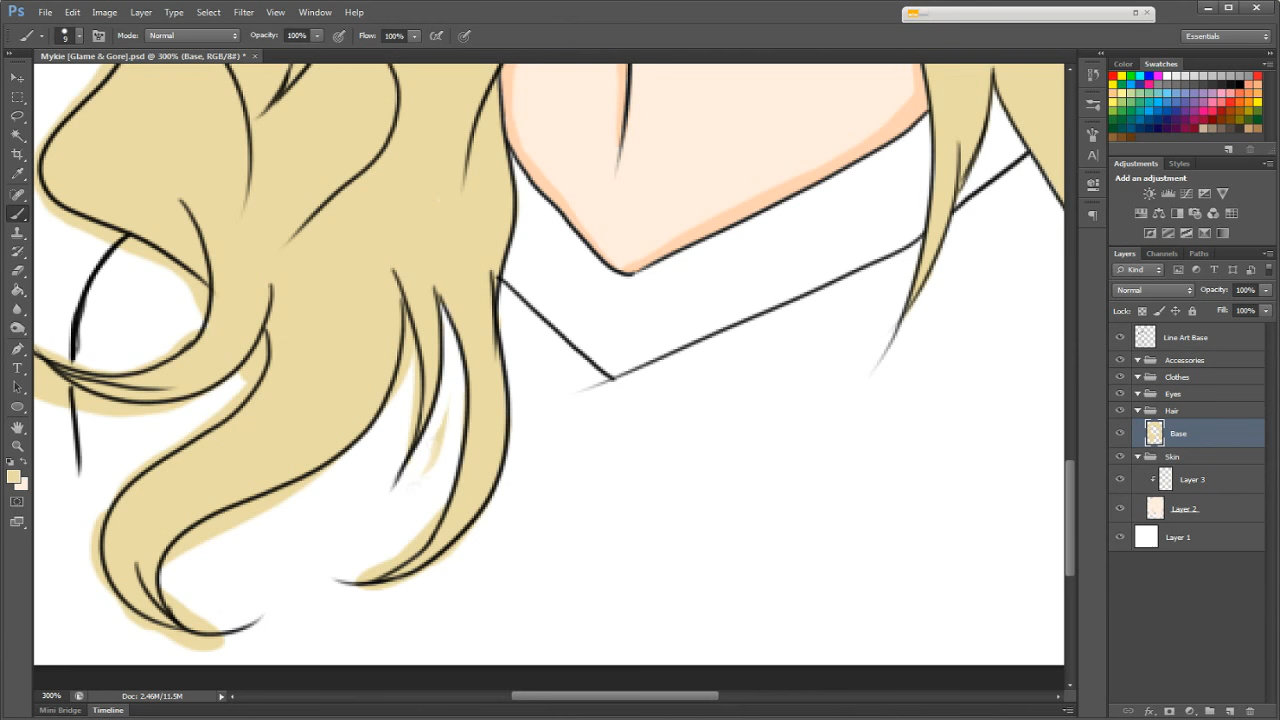 Ps File Edit Image Layer Type Select Filter View Window Help
9 Mode: Normal Opacity: 100% Flow: 100% Essentials
Mykie [Glame & Gore].psd @ 300% (Base, RGB/8#) * ×
Color Swatches
Adjustments Styles
Add an adjustment
Layers Channels Paths
Kind
Normal Opacity: 100%
Lock: Fill: 100%
Line Art Base
Accessories
Clothes
Eyes
Hair
Base
Skin
Layer 3
Layer 2
Layer 1
300% Doc: 2.46M/11.5M
Mini Bridge Timeline